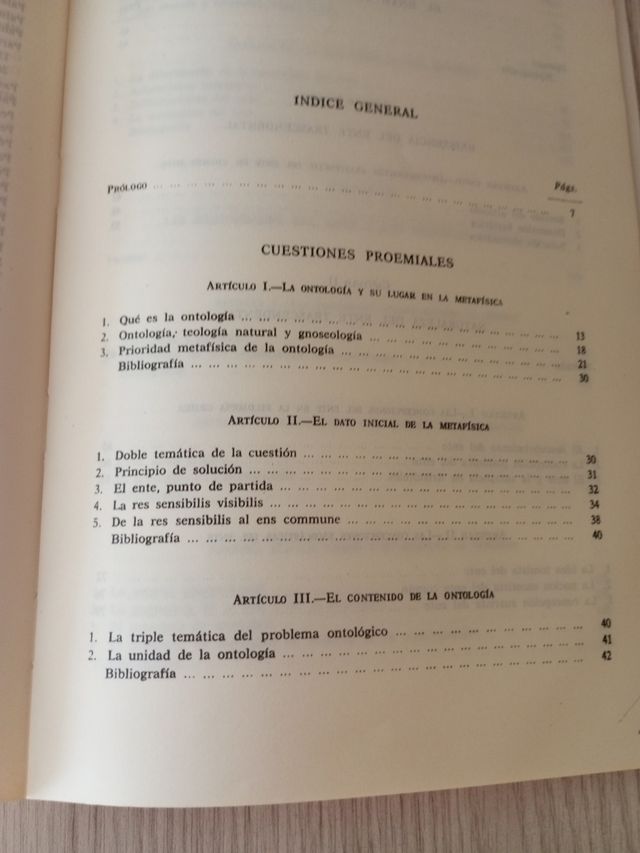 INDICE GENERAL
Págs.
PRÓLOGO ... ... ... ... ... ... ... ... ... ... ... ... ... ... ... ... ... ... 7
CUESTIONES PROEMIALES
ARTÍCULO I.—LA ONTOLOGÍA Y SU LUGAR EN LA METAFÍSICA
1. Qué es la ontología ... ... ... ... ... ... ... ... ... ... ... ... ... 13
2. Ontología, teología natural y gnoseología ... ... ... ... ... ... ... ... 18
3. Prioridad metafísica de la ontología ... ... ... ... ... ... ... ... ... 21
Bibliografía ... ... ... ... ... ... ... ... ... ... ... ... ... ... ... 30
ARTÍCULO II.—EL DATO INICIAL DE LA METAFÍSICA
1. Doble temática de la cuestión ... ... ... ... ... ... ... ... ... ... ... 30
2. Principio de solución ... ... ... ... ... ... ... ... ... ... ... ... ... 31
3. El ente, punto de partida ... ... ... ... ... ... ... ... ... ... ... ... 32
4. La res sensibilis visibilis ... ... ... ... ... ... ... ... ... ... ... ... 34
5. De la res sensibilis al ens commune ... ... ... ... ... ... ... ... ... 38
Bibliografía ... ... ... ... ... ... ... ... ... ... ... ... ... ... ... 40
ARTÍCULO III.—EL CONTENIDO DE LA ONTOLOGÍA
1. La triple temática del problema ontológico ... ... ... ... ... ... ... 40
2. La unidad de la ontología ... ... ... ... ... ... ... ... ... ... ... ... 41
Bibliografía ... ... ... ... ... ... ... ... ... ... ... ... ... ... ... 42